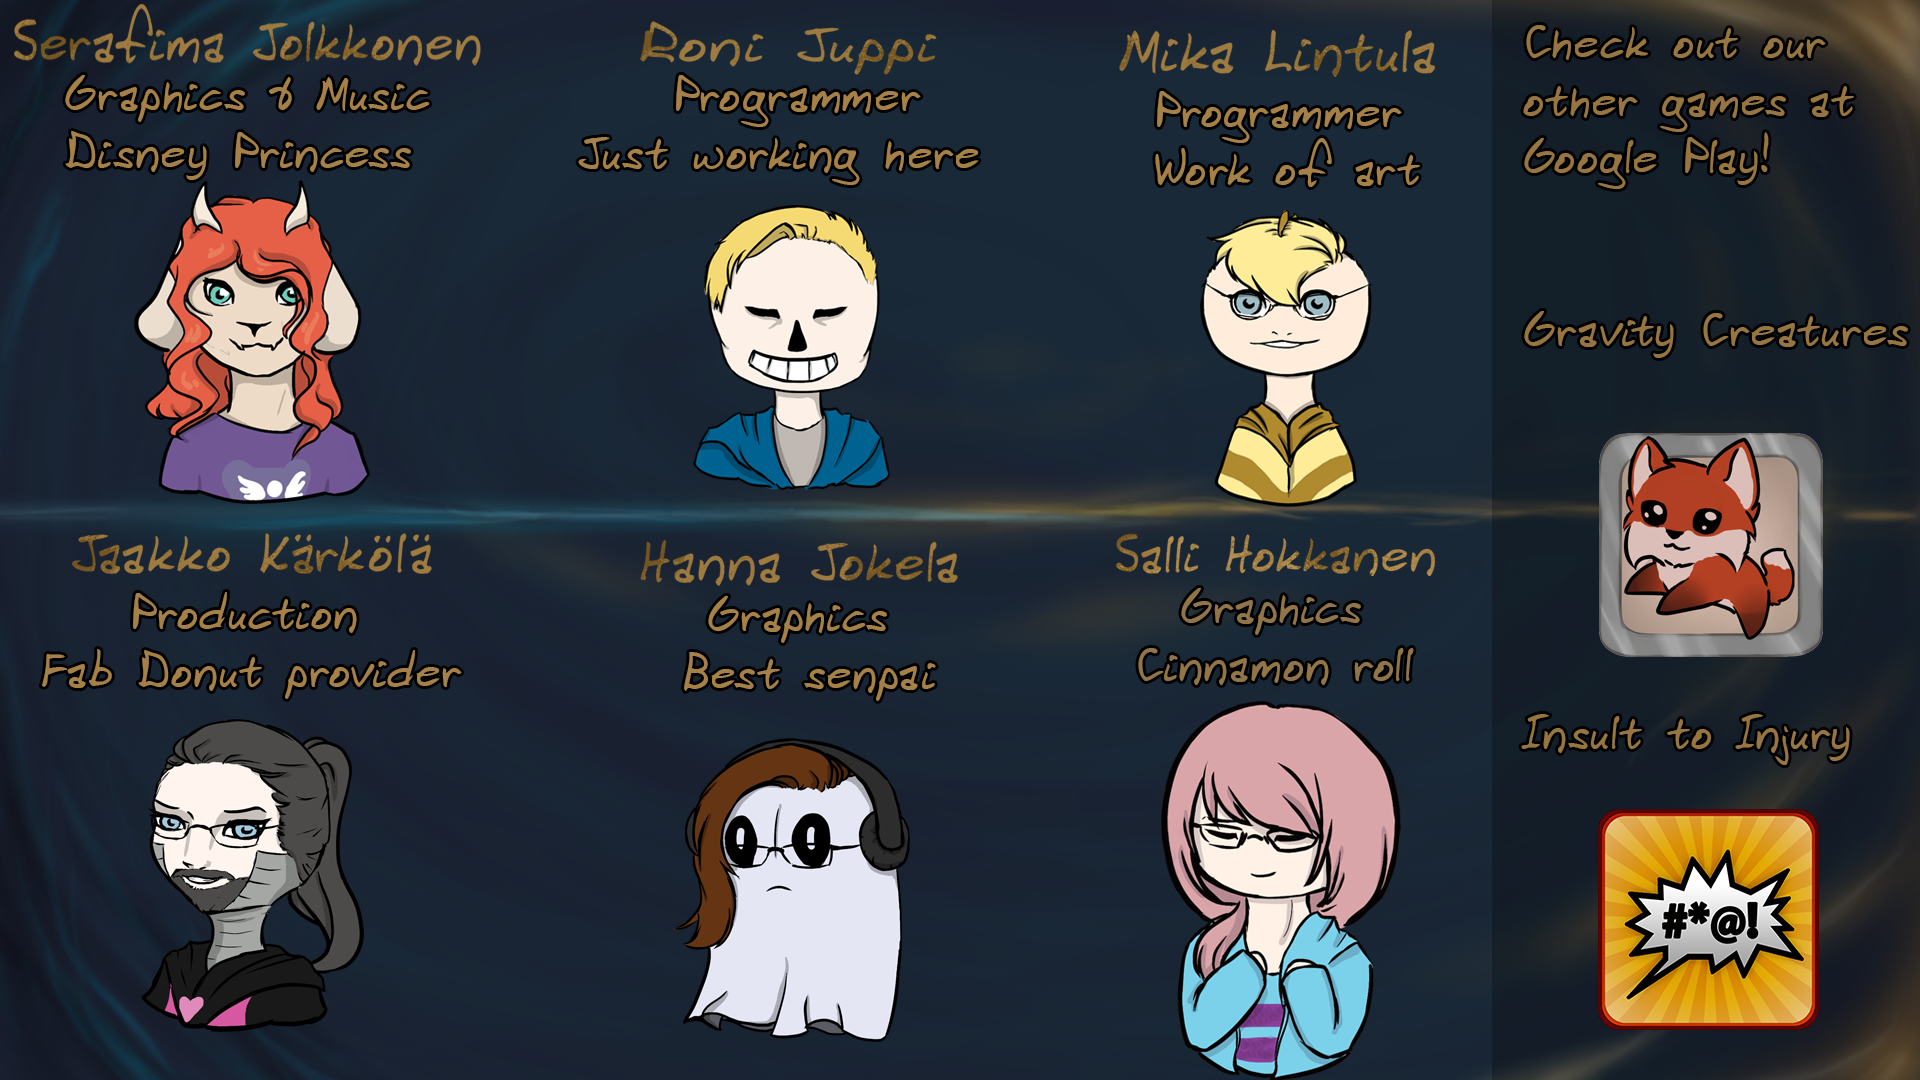 Serafima Jolkkonen
Graphics & Music
Disney Princess
Roni Juppi
Programmer
Just working here
Mika Lintula
Programmer
Work of art
Jaakko Kärkölä
Production
Fab Donut provider
Hanna Jokela
Graphics
Best senpai
Salli Hokkanen
Graphics
Cinnamon roll
Check out our
other games at
Google Play!
Gravity Creatures
Insult to Injury
#*@!